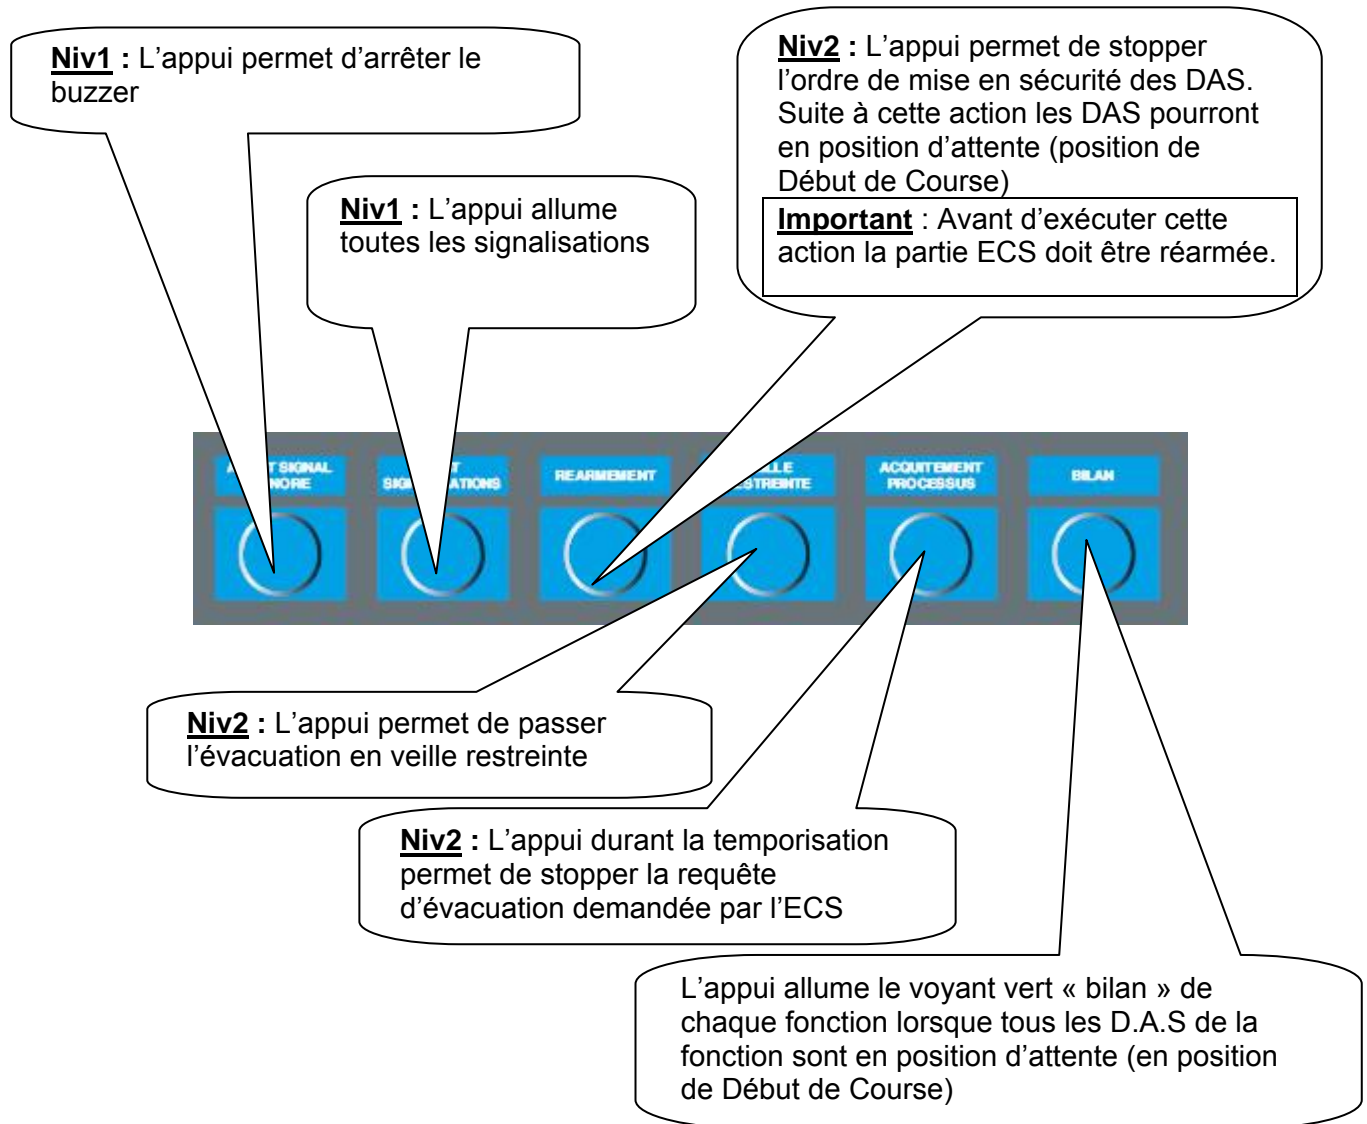 Niv1 : L’appui permet d’arrêter le
buzzer
Niv2 : L’appui permet de stopper
l’ordre de mise en sécurité des DAS.
Suite à cette action les DAS pourront
en position d’attente (position de
Début de Course)
Important : Avant d’exécuter cette
action la partie ECS doit être réarmée.
Niv1 : L’appui allume
toutes les signalisations
SIGNAL
REARMEMENT
ACQUITEMENT
PROCESSUS
BILAN
Niv2 : L’appui permet de passer
l’évacuation en veille restreinte
Niv2 : L’appui durant la temporisation
permet de stopper la requête
d’évacuation demandée par l’ECS
L’appui allume le voyant vert « bilan » de
chaque fonction lorsque tous les D.A.S de la
fonction sont en position d’attente (en position
de Début de Course)